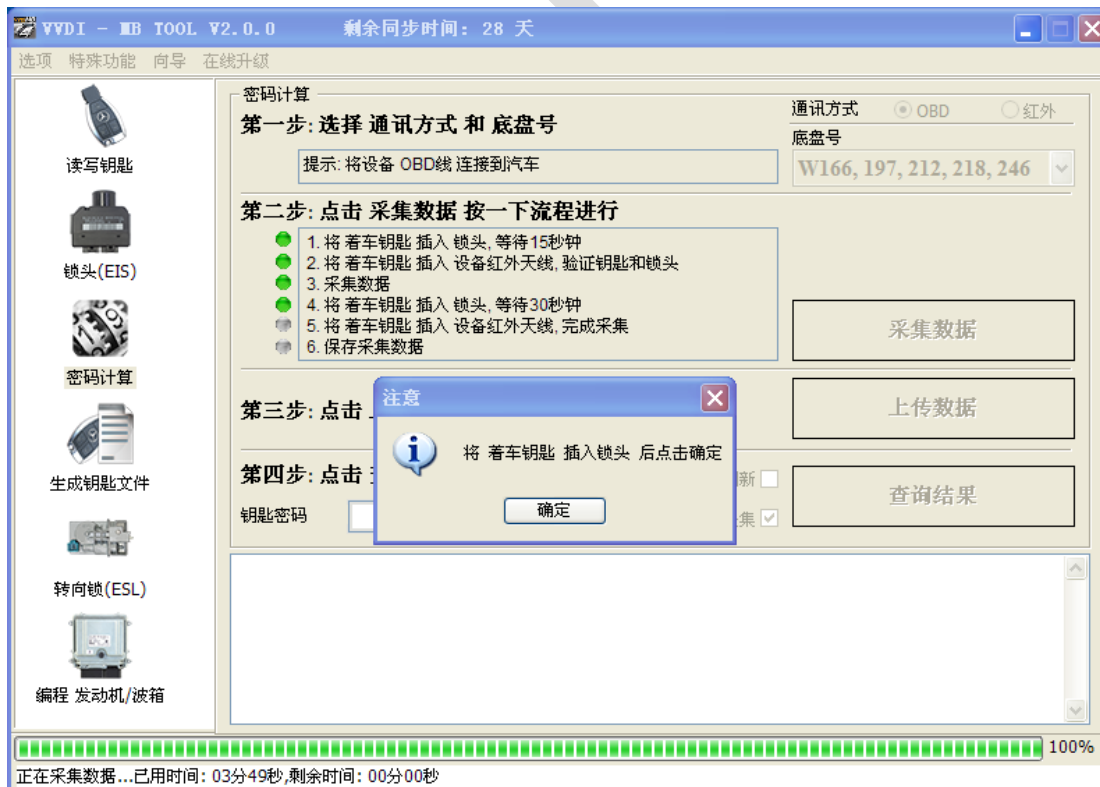 VVDI - MB TOOL V2.0.0 剩余同步时间: 28 天
选项 特殊功能 向导 在线升级
读写钥匙
锁头(EIS)
密码计算
生成钥匙文件
转向锁(ESL)
编程 发动机/波箱
密码计算
第一步: 选择 通讯方式 和 底盘号
通讯方式 OBD 红外
提示: 将设备 OBD线 连接到汽车
底盘号
W166, 197, 212, 218, 246
第二步: 点击 采集数据 按一下流程进行
1. 将 着车钥匙 插入 锁头, 等待15秒钟
2. 将 着车钥匙 插入 设备红外天线, 验证钥匙和锁头
3. 采集数据
4. 将 着车钥匙 插入 锁头, 等待30秒钟
5. 将 着车钥匙 插入 设备红外天线, 完成采集
6. 保存采集数据
采集数据
第三步: 点击
上传数据
第四步: 点击
新
查询结果
钥匙密码
集
注意
将 着车钥匙 插入锁头 后点击确定
确定
100%
正在采集数据...已用时间: 03分49秒,剩余时间: 00分00秒